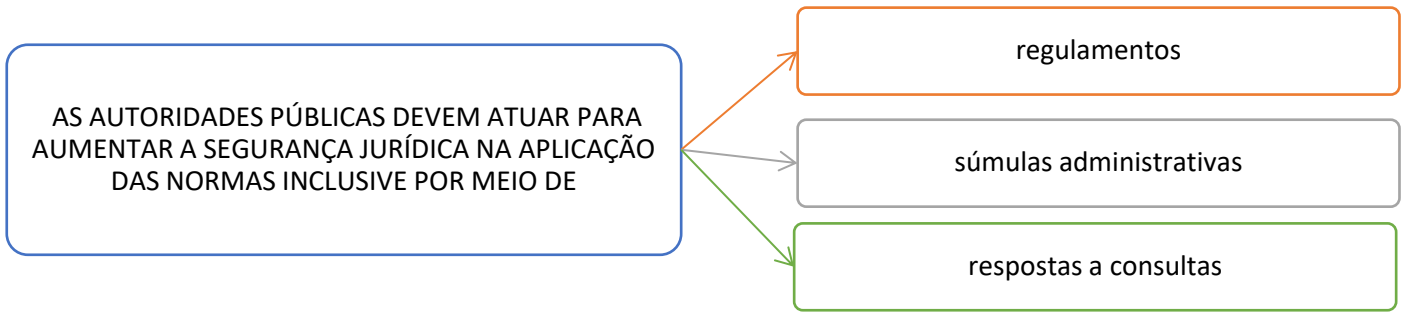 AS AUTORIDADES PÚBLICAS DEVEM ATUAR PARA
AUMENTAR A SEGURANÇA JURÍDICA NA APLICAÇÃO
DAS NORMAS INCLUSIVE POR MEIO DE
regulamentos
súmulas administrativas
respostas a consultas